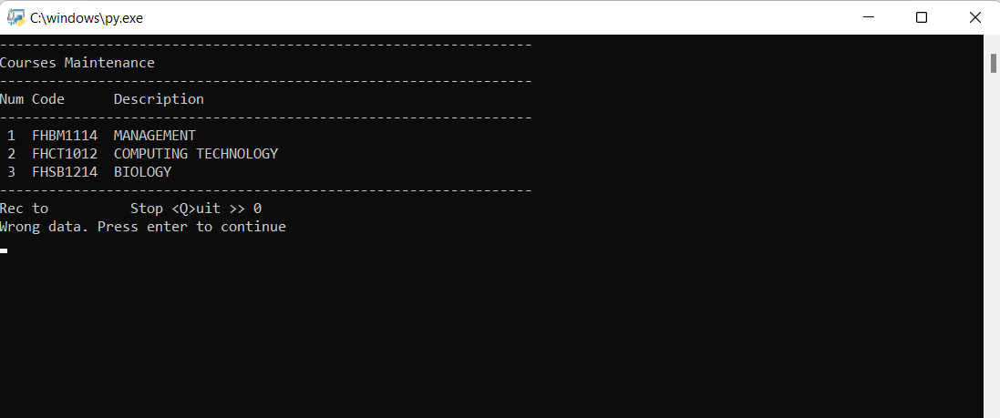 C:\windows\py.exe
-----------------------------------------------------------------
Courses Maintenance
-----------------------------------------------------------------
Num Code      Description
-----------------------------------------------------------------
 1  FHBM1114  MANAGEMENT
 2  FHCT1012  COMPUTING TECHNOLOGY
 3  FHSB1214  BIOLOGY
-----------------------------------------------------------------
Rec to          Stop <Q>uit >> 0
Wrong data. Press enter to continue